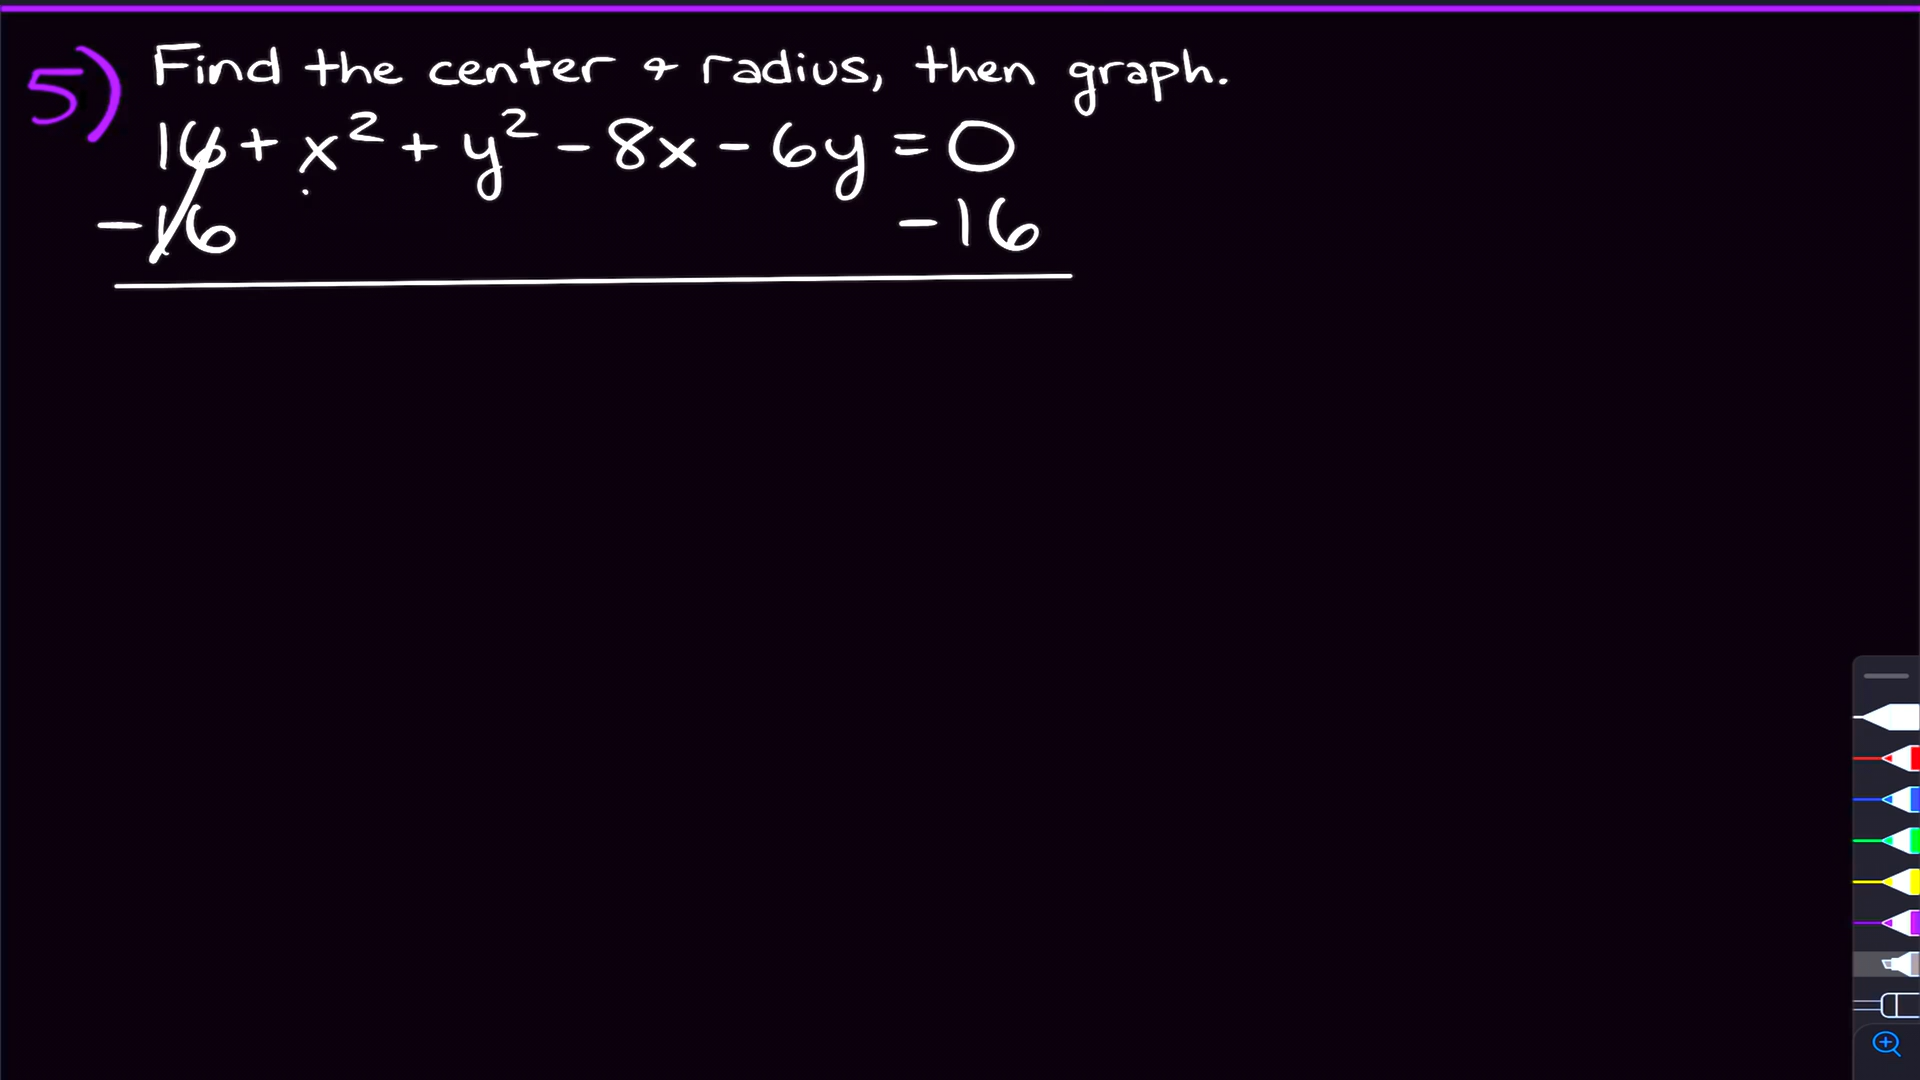 5) Find the center & radius, then graph.
16 + x² + y² - 8x - 6y = 0
-16 -16